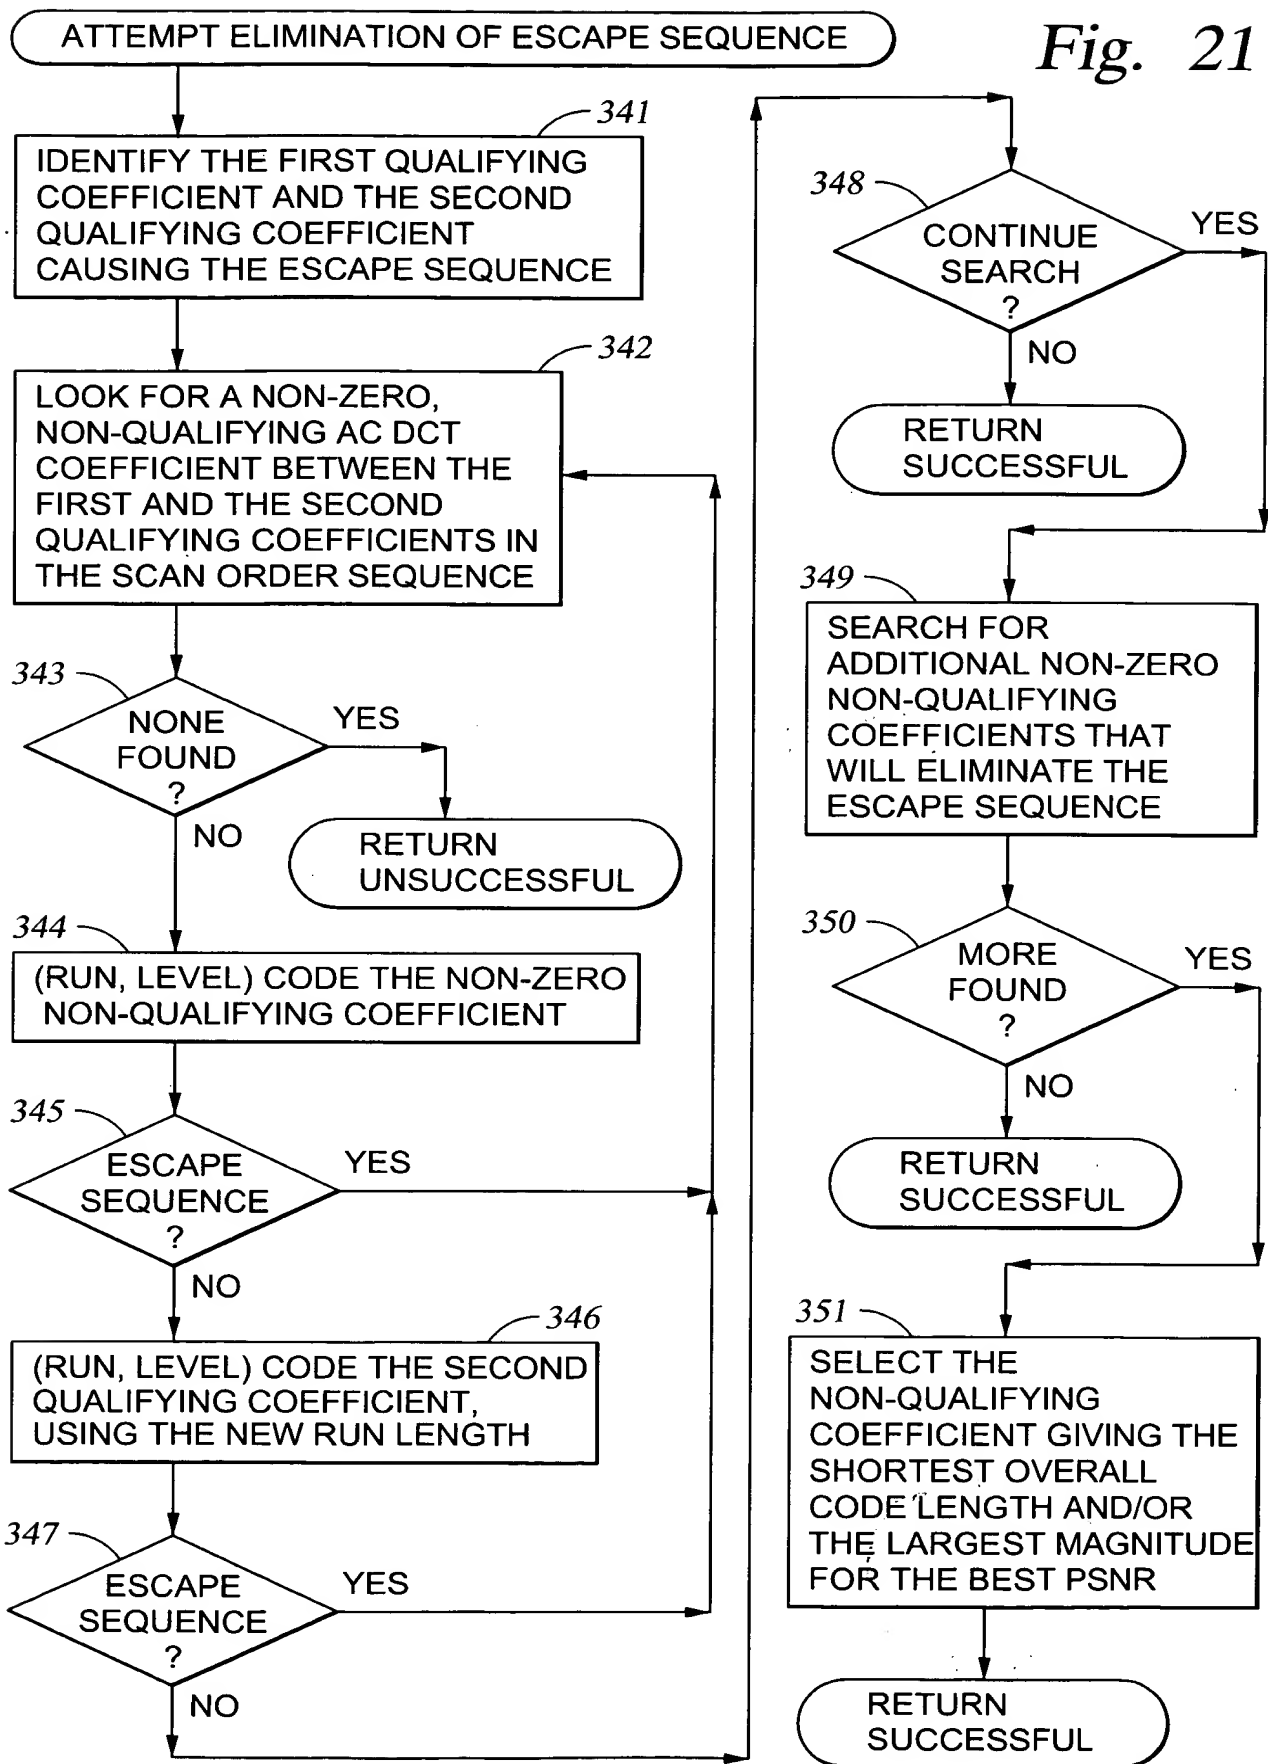 ATTEMPT ELIMINATION OF ESCAPE SEQUENCE
Fig. 21
341
IDENTIFY THE FIRST QUALIFYING
COEFFICIENT AND THE SECOND
QUALIFYING COEFFICIENT
CAUSING THE ESCAPE SEQUENCE
342
LOOK FOR A NON-ZERO,
NON-QUALIFYING AC DCT
COEFFICIENT BETWEEN THE
FIRST AND THE SECOND
QUALIFYING COEFFICIENTS IN
THE SCAN ORDER SEQUENCE
343
NONE
FOUND
?
YES
NO
RETURN
UNSUCCESSFUL
344
(RUN, LEVEL) CODE THE NON-ZERO
NON-QUALIFYING COEFFICIENT
345
ESCAPE
SEQUENCE
?
YES
NO
346
(RUN, LEVEL) CODE THE SECOND
QUALIFYING COEFFICIENT,
USING THE NEW RUN LENGTH
347
ESCAPE
SEQUENCE
?
YES
NO
348
CONTINUE
SEARCH
?
YES
NO
RETURN
SUCCESSFUL
349
SEARCH FOR
ADDITIONAL NON-ZERO
NON-QUALIFYING
COEFFICIENTS THAT
WILL ELIMINATE THE
ESCAPE SEQUENCE
350
MORE
FOUND
?
YES
NO
RETURN
SUCCESSFUL
351
SELECT THE
NON-QUALIFYING
COEFFICIENT GIVING THE
SHORTEST OVERALL
CODE LENGTH AND/OR
THE LARGEST MAGNITUDE
FOR THE BEST PSNR
RETURN
SUCCESSFUL